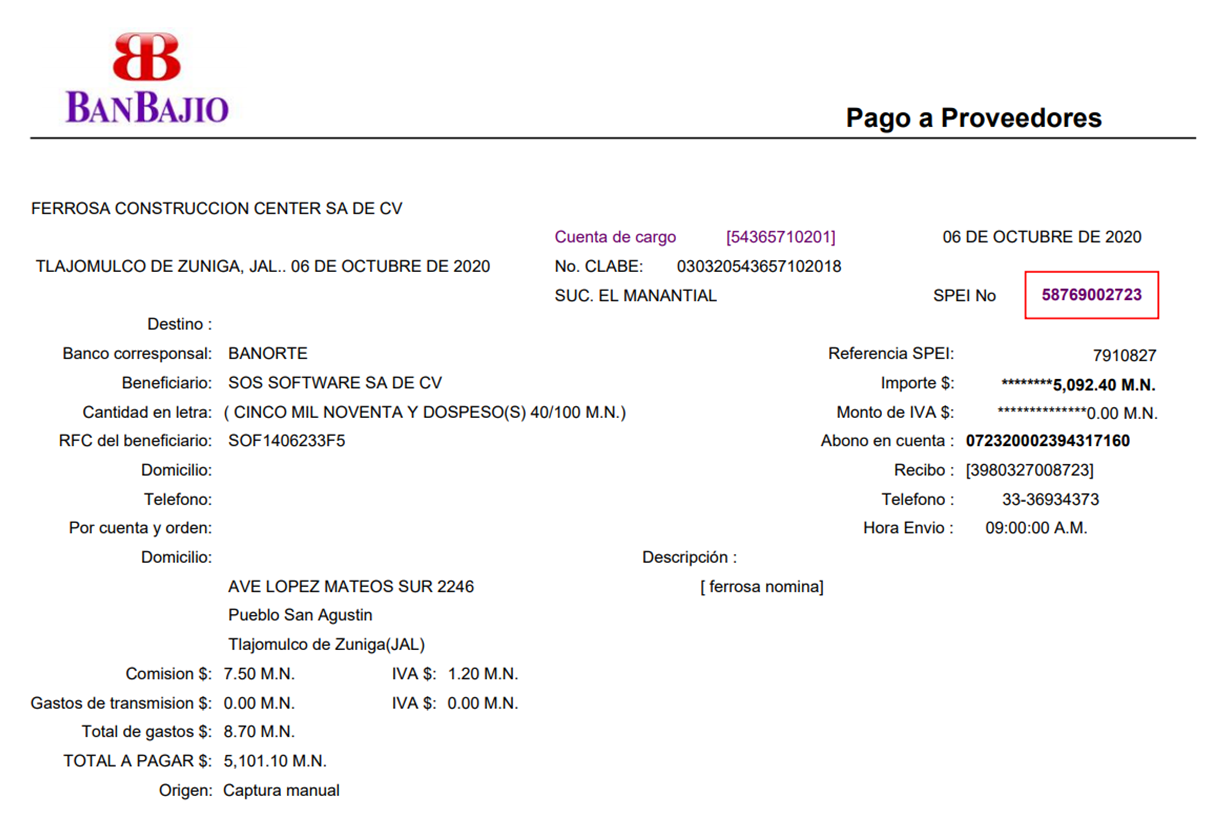 BANBAJIO
Pago a Proveedores
FERROSA CONSTRUCCION CENTER SA DE CV
Cuenta de cargo [54365710201] 06 DE OCTUBRE DE 2020
TLAJOMULCO DE ZUNIGA, JAL.. 06 DE OCTUBRE DE 2020 No. CLABE: 030320543657102018
SUC. EL MANANTIAL SPEI No 58769002723
Destino :
Banco corresponsal: BANORTE Referencia SPEI: 7910827
Beneficiario: SOS SOFTWARE SA DE CV Importe $: ********5,092.40 M.N.
Cantidad en letra: ( CINCO MIL NOVENTA Y DOSPESO(S) 40/100 M.N.) Monto de IVA $: **************0.00 M.N.
RFC del beneficiario: SOF1406233F5 Abono en cuenta : 072320002394317160
Domicilio: Recibo : [3980327008723]
Telefono: Telefono : 33-36934373
Por cuenta y orden: Hora Envio : 09:00:00 A.M.
Domicilio: Descripción :
AVE LOPEZ MATEOS SUR 2246 [ ferrosa nomina]
Pueblo San Agustin
Tlajomulco de Zuniga(JAL)
Comision $: 7.50 M.N. IVA $: 1.20 M.N.
Gastos de transmision $: 0.00 M.N. IVA $: 0.00 M.N.
Total de gastos $: 8.70 M.N.
TOTAL A PAGAR $: 5,101.10 M.N.
Origen: Captura manual